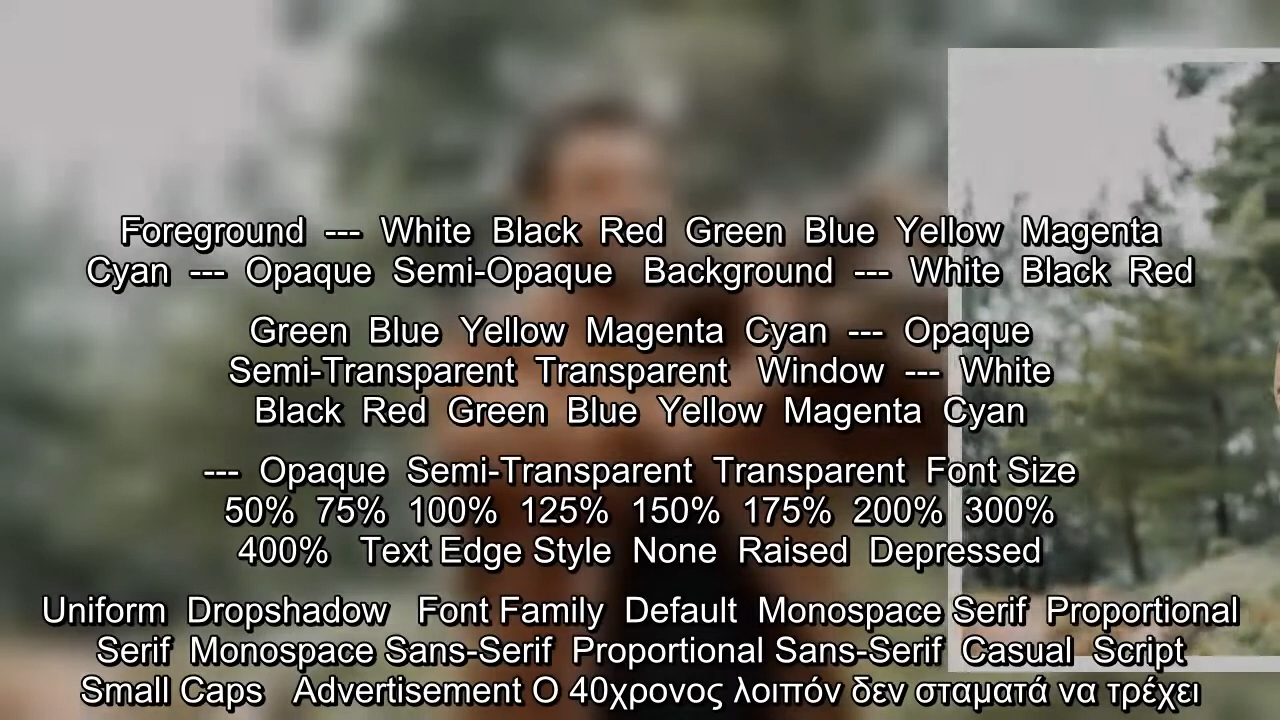 Foreground --- White Black Red Green Blue Yellow Magenta
Cyan --- Opaque Semi-Opaque Background --- White Black Red
Green Blue Yellow Magenta Cyan --- Opaque
Semi-Transparent Transparent Window --- White
Black Red Green Blue Yellow Magenta Cyan
--- Opaque Semi-Transparent Transparent Font Size
50% 75% 100% 125% 150% 175% 200% 300%
400% Text Edge Style None Raised Depressed
Uniform Dropshadow Font Family Default Monospace Serif Proportional
Serif Monospace Sans-Serif Proportional Sans-Serif Casual Script
Small Caps Advertisement Ο 40χρονος λοιπόν δεν σταματά να τρέχει